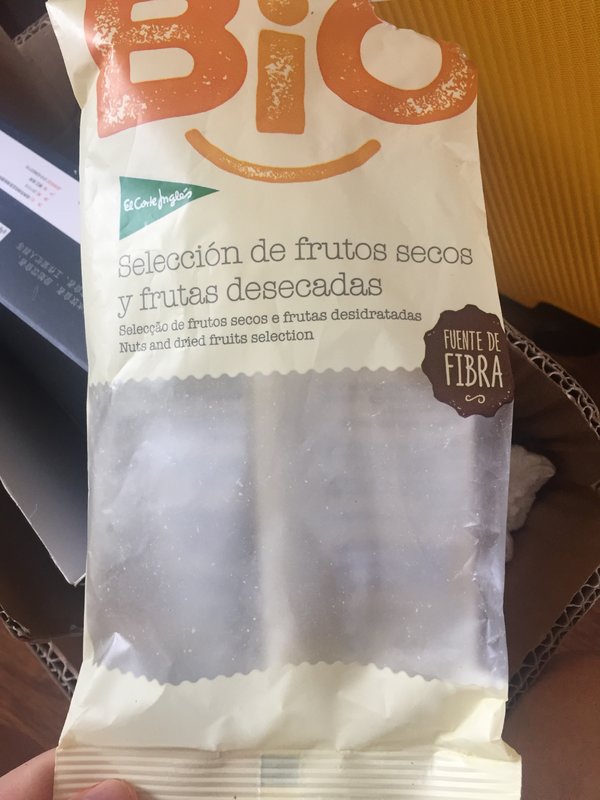 BiO
El Corte Inglés
Selección de frutos secos
y frutas desecadas
Selecção de frutos secos e frutas desidratadas
Nuts and dried fruits selection
FUENTE DE
FIBRA